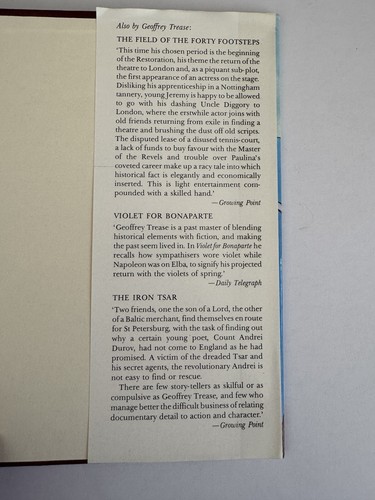 Also by Geoffrey Trease:
THE FIELD OF THE FORTY FOOTSTEPS
'This time his chosen period is the beginning
of the Restoration, his theme the return of the
theatre to London and, as a piquant sub-plot,
the first appearance of an actress on the stage.
Disliking his apprenticeship in a Nottingham
tannery, young Jeremy is happy to be allowed
to go with his dashing Uncle Diggory to
London, where the erstwhile actor joins with
old friends returning from exile in finding a
theatre and brushing the dust off old scripts.
The disputed lease of a disused tennis-court,
a lack of funds to buy favour with the Master
of the Revels and trouble over Paulina's
coveted career make up a racy tale into which
historical fact is elegantly and economically
inserted. This is light entertainment com-
pounded with a skilled hand.'
—Growing Point
VIOLET FOR BONAPARTE
'Geoffrey Trease is a past master of blending
historical elements with fiction, and making
the past seem lived in. In Violet for Bonaparte he
recalls how sympathisers wore violet while
Napoleon was on Elba, to signify his projected
return with the violets of spring.'
—Daily Telegraph
THE IRON TSAR
'Two friends, one the son of a Lord, the other
of a Baltic merchant, find themselves en route
for St Petersburg, with the task of finding out
why a certain young poet, Count Andrei
Durov, had not come to England as he had
promised. A victim of the dreaded Tsar and
his secret agents, the revolutionary Andrei is
not easy to find or rescue.
There are few story-tellers as skilful or as
compulsive as Geoffrey Trease, and few who
manage better the difficult business of relating
documentary detail to action and character.'
—Growing Point